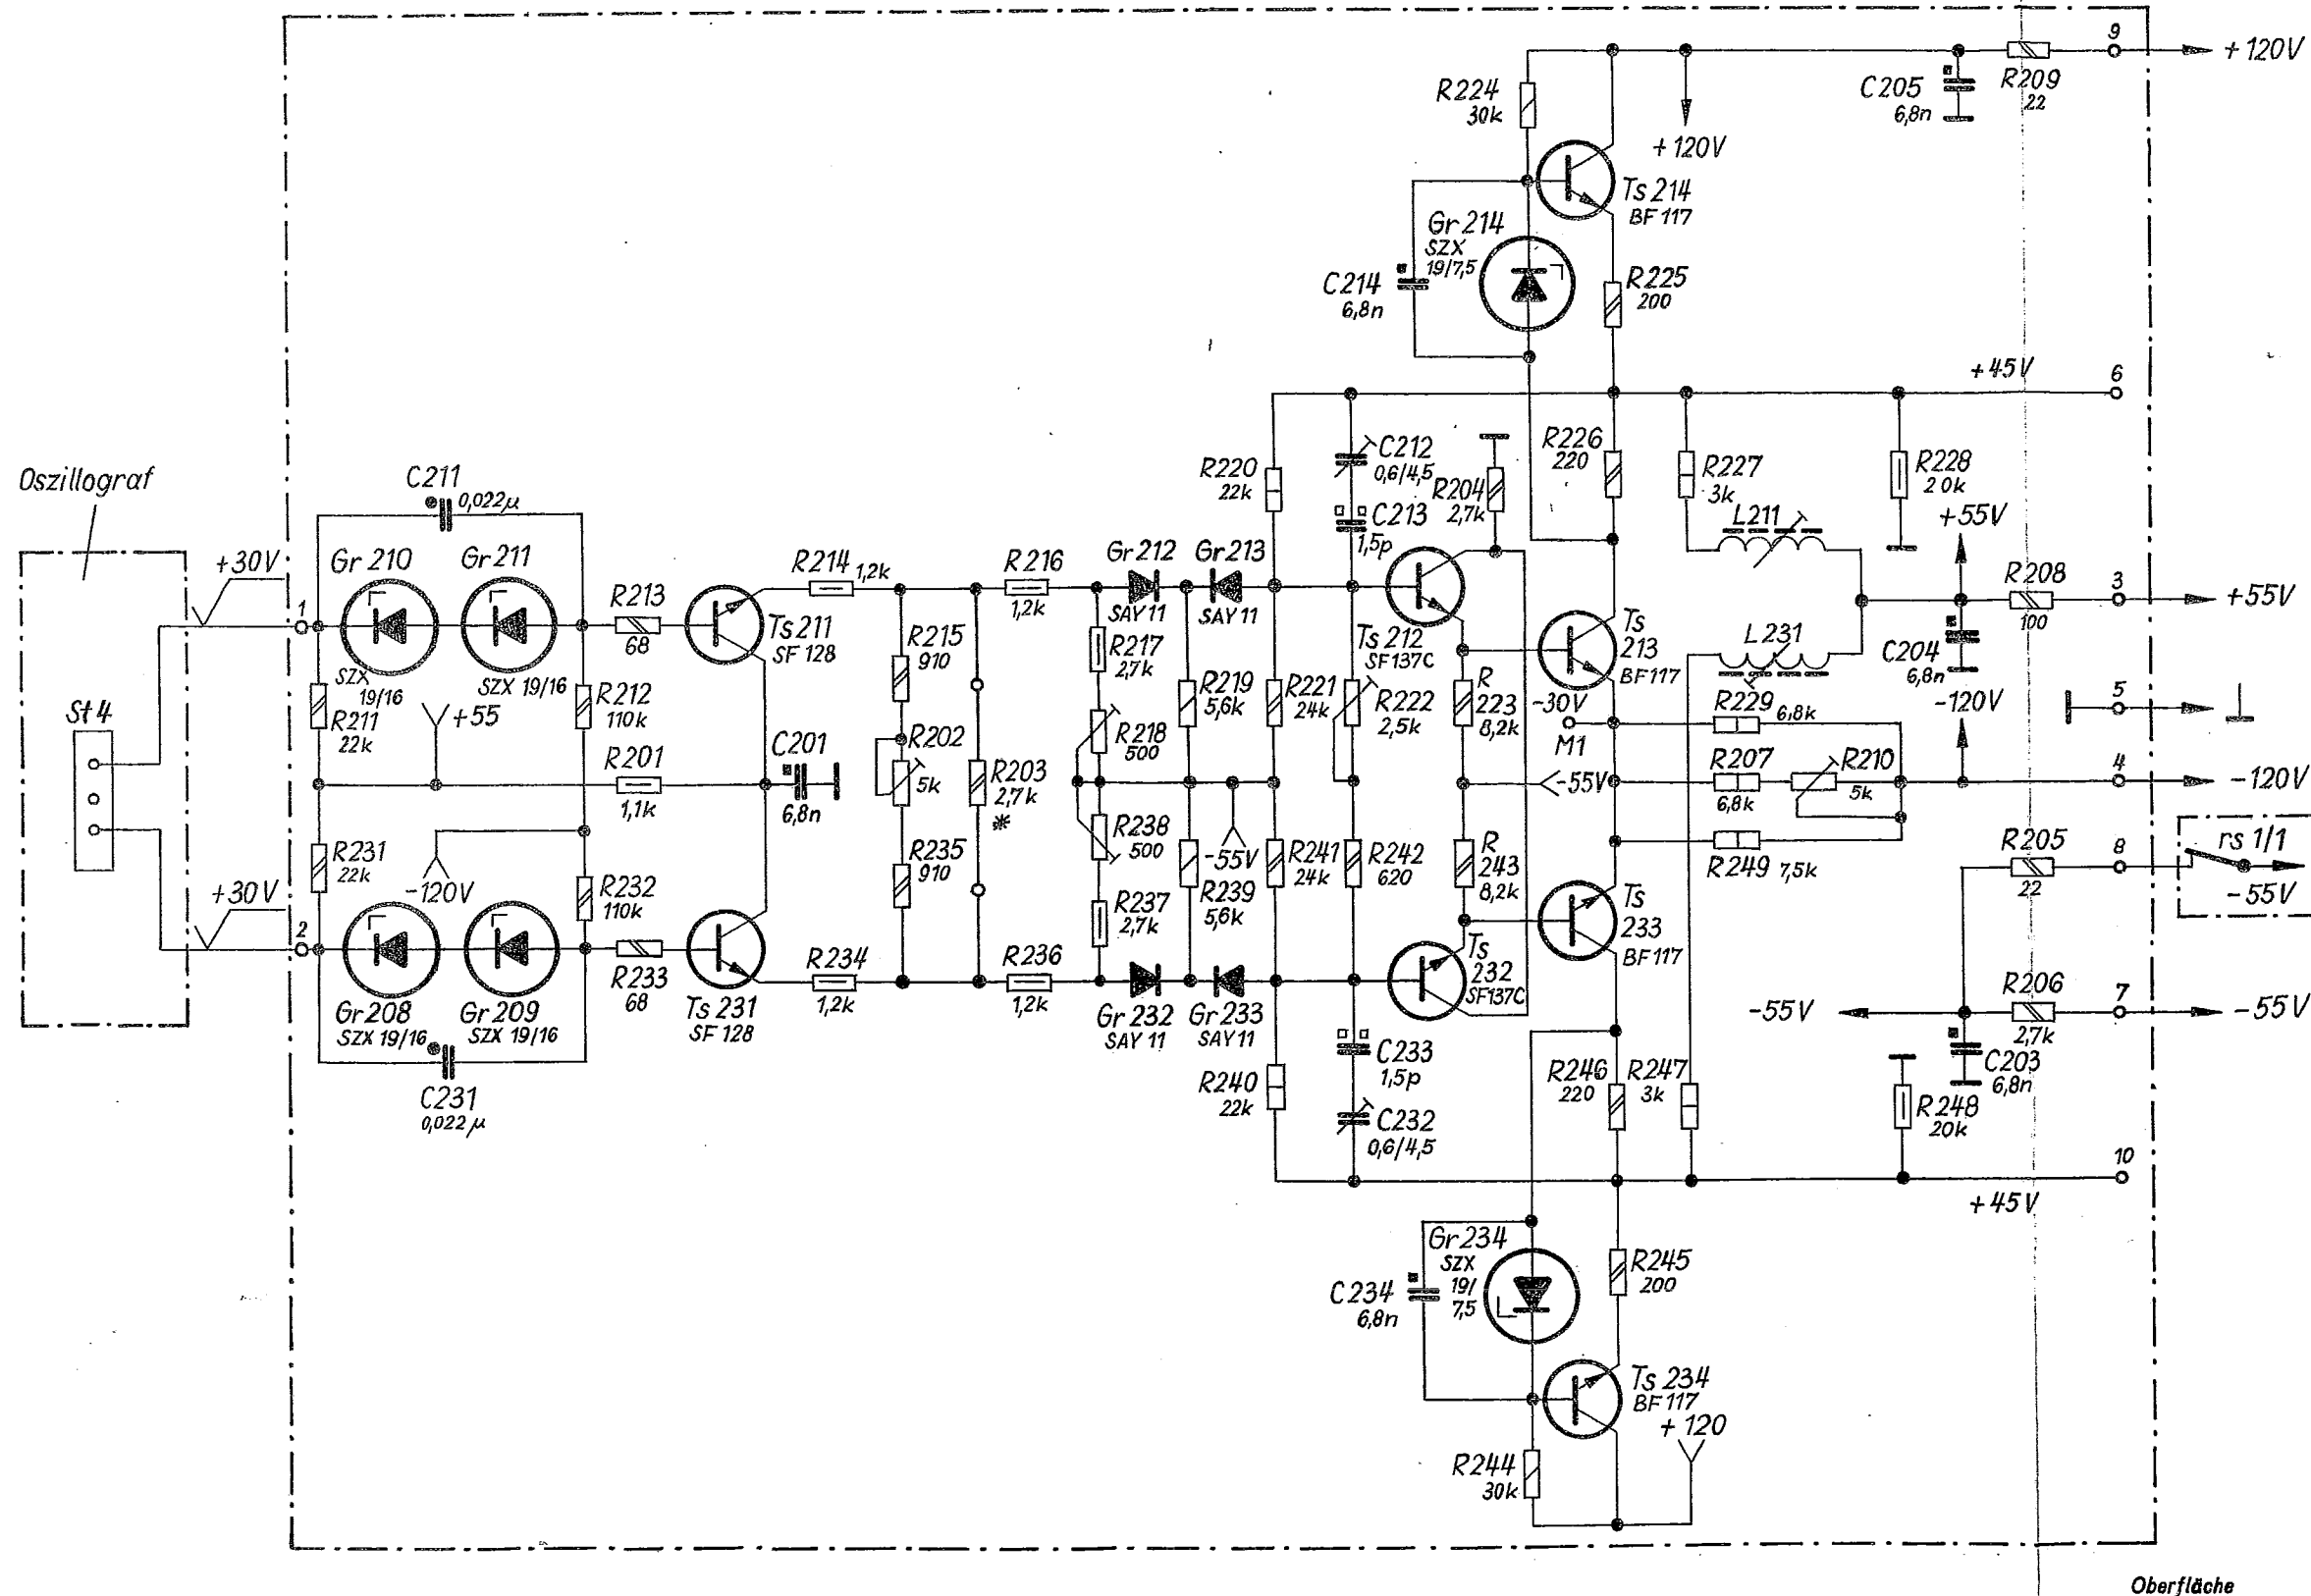 9
+120V
R209
22
C205
6,8n
R224
30k
+120V
Ts 214
BF 117
Gr 214
SZX
19/7,5
C214
6,8n
R225
200
+45V
6
Oszillograf
C211
0,022µ
R220
22k
C212
0,6/4,5
R204
2,7k
R226
220
R227
3k
R228
20k
C213
1,5p
L211
+55V
+30V
Gr 210
Gr 211
R214
1,2k
R216
1,2k
Gr 212
SAY 11
Gr 213
SAY 11
R208
100
3
+55V
1
R213
68
Ts 211
SF 128
R215
910
R217
2,7k
Ts 212
SF137C
Ts
213
BF117
L 231
C204
6,8n
SZX
19/16
SZX 19/16
R212
110k
R211
22k
+55
St 4
R202
5k
R218
500
R219
5,6k
R221
24k
R222
2,5k
R
223
8,2k
-30V
M1
R229
6,8k
-120V
5
⊥
R201
1,1k
C201
6,8n
R203
2,7k
*
-55V
R207
6,8k
R210
5k
4
-120V
R231
22k
-120V
R232
110k
R235
910
R238
500
-55V
R241
24k
R242
620
R
243
8,2k
R249 7,5k
R205
22
8
rs 1/1
-55V
+30V
2
R237
2,7k
R239
5,6k
Ts
233
BF117
R233
68
Gr 208
SZX 19/16
Gr 209
SZX 19/16
Ts 231
SF 128
R234
1,2k
R236
1,2k
Gr 232
SAY 11
Gr 233
SAY 11
Ts
232
SF137C
-55V
R206
2,7k
7
-55V
C203
6,8n
C231
0,022µ
R240
22k
C233
1,5p
C232
0,6/4,5
R246
220
R247
3k
R248
20k
10
+45V
Gr 234
SZX
19/
7,5
C234
6,8n
R245
200
Ts 234
BF 117
+120
R244
30k
Oberfläche